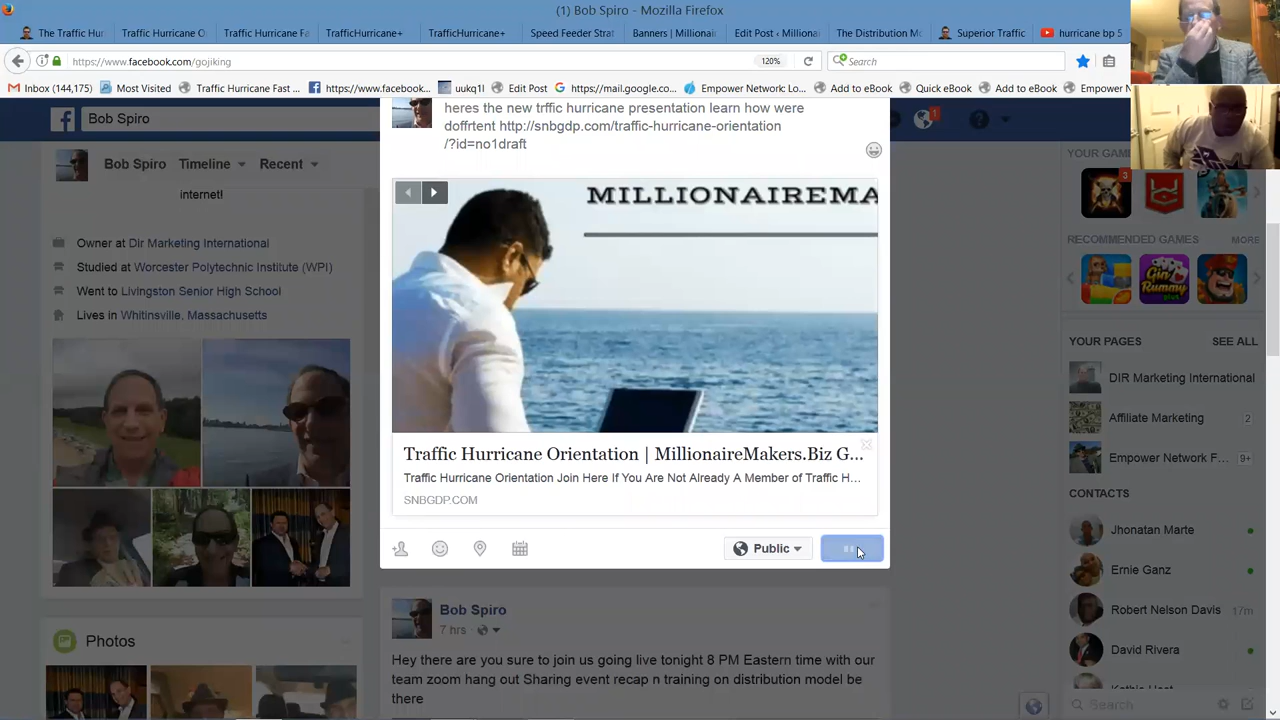 (1) Bob Spiro - Mozilla Firefox
The Traffic Hurri
Traffic Hurricane O
Traffic Hurricane Fa
TrafficHurricane+
TrafficHurricane+
Speed Feeder Strat
Banners | Millionair
Edit Post ‹ Milliona
The Distribution Mo
Superior Traffic
hurricane bp 5
https://www.facebook.com/gojiking
120%
Search
Inbox (144,175)
Most Visited
Traffic Hurricane Fast ...
https://www.facebook...
uukq1l
Edit Post
https://mail.google.co...
Empower Network: Lo...
Add to eBook
Quick eBook
Add to eBook
Empower N
Bob Spiro
1
Bob Spiro
Timeline
Recent
internet!
Owner at Dir Marketing International
Studied at Worcester Polytechnic Institute (WPI)
Went to Livingston Senior High School
Lives in Whitinsville, Massachusetts
Photos
heres the new trffic hurricane presentation learn how were
doffrtent http://snbgdp.com/traffic-hurricane-orientation
/?id=no1draft
MILLIONAIREMA
Traffic Hurricane Orientation | MillionaireMakers.Biz G...
Traffic Hurricane Orientation Join Here If You Are Not Already A Member of Traffic H...
SNBGDP.COM
Public
Bob Spiro
7 hrs
Hey there are you sure to join us going live tonight 8 PM Eastern time with our
team zoom hang out Sharing event recap n training on distribution model be
there
YOUR GAM
3
RECOMMENDED GAMES
MORE
Gin
Rummy
Plus
YOUR PAGES
SEE ALL
DIR Marketing International
Affiliate Marketing
2
Empower Network F...
9+
CONTACTS
Jhonatan Marte
Ernie Ganz
Robert Nelson Davis
17m
David Rivera
Search